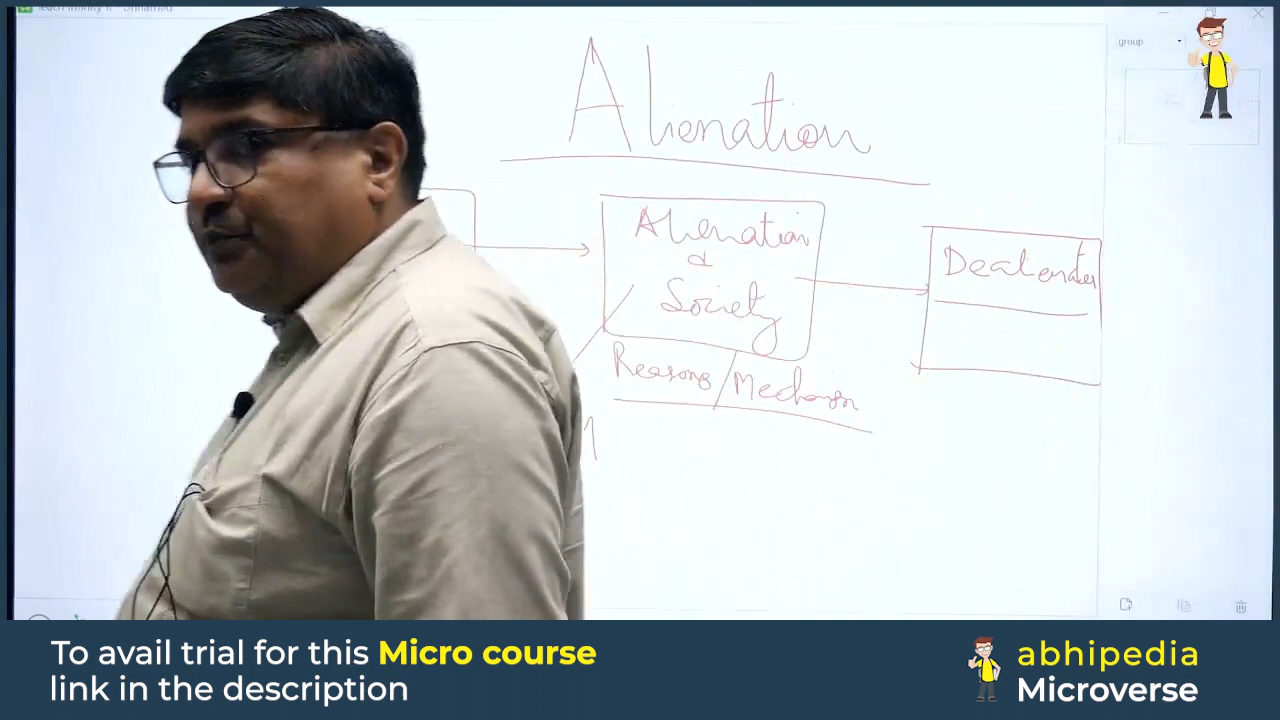 group
Alienation
Alienation
&
Society
Reasons / Mechanism
Dealienation
To avail trial for this Micro course
link in the description
abhipedia
Microverse